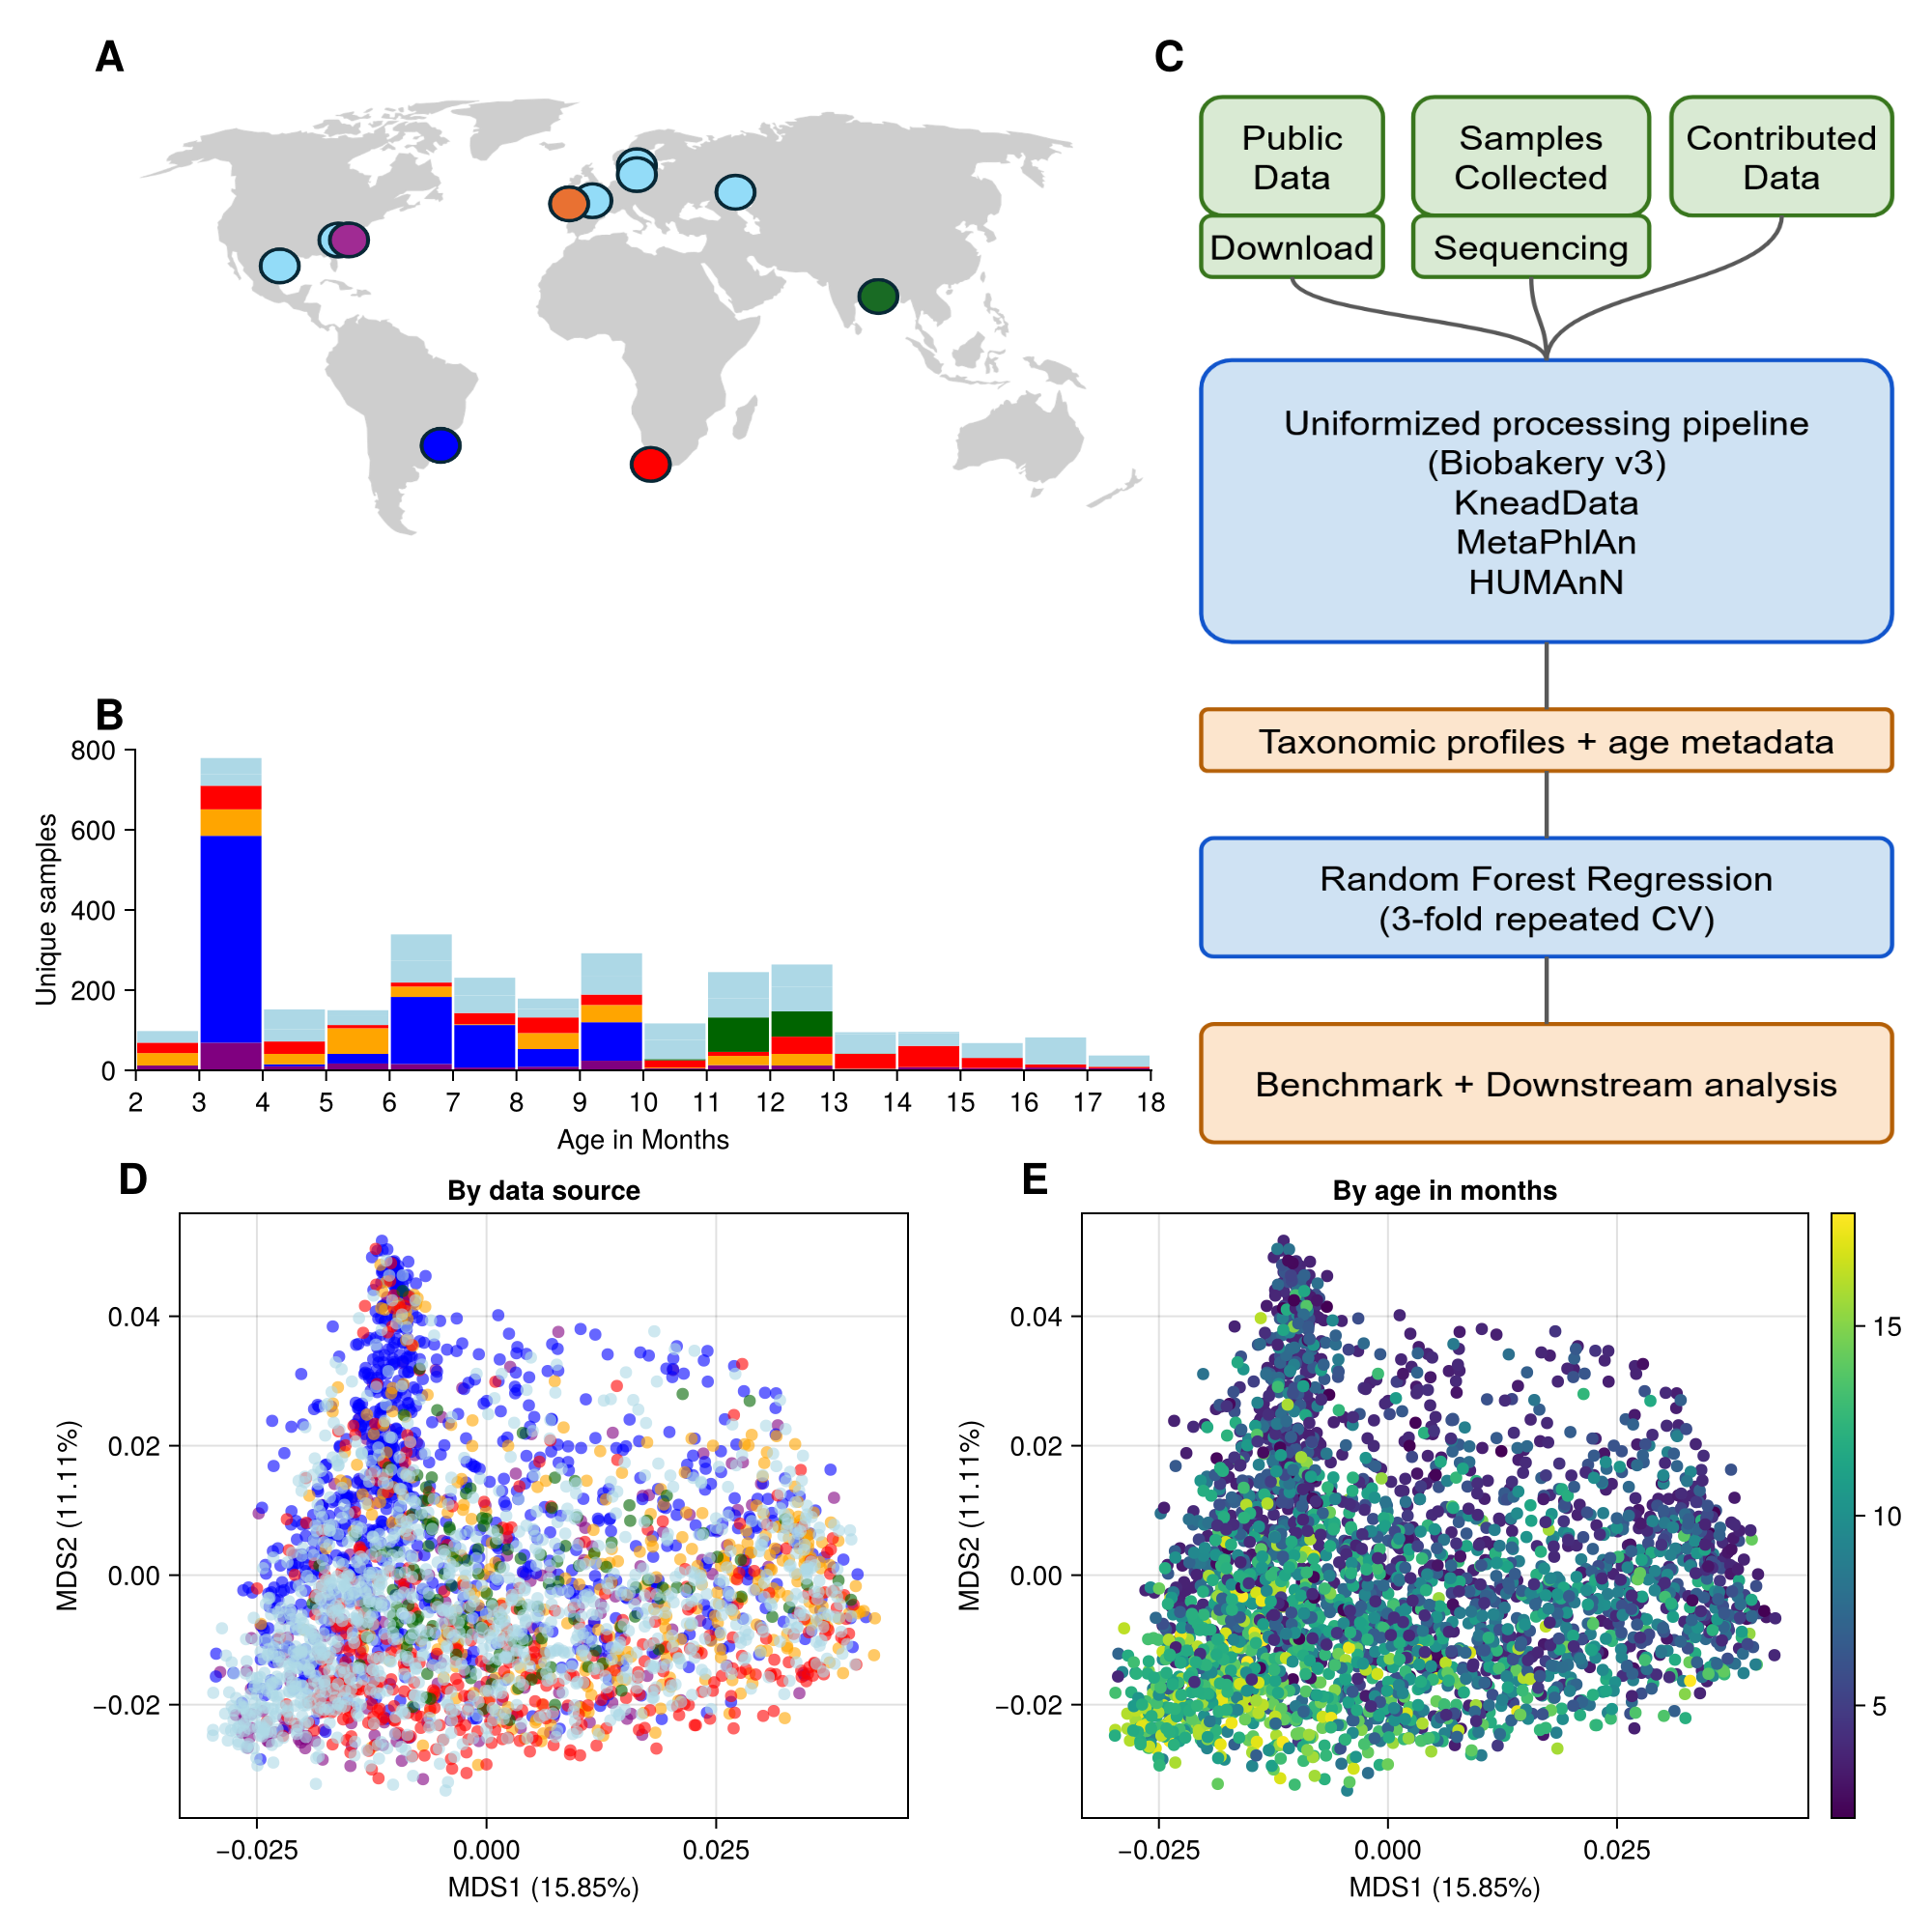 A
C
Public
Data
Download
Samples
Collected
Sequencing
Contributed
Data
Uniformized processing pipeline
(Biobakery v3)
KneadData
MetaPhlAn
HUMAnN
Taxonomic profiles + age metadata
Random Forest Regression
(3-fold repeated CV)
Benchmark + Downstream analysis
B
Unique samples
800
600
400
200
0
2 3 4 5 6 7 8 9 10 11 12 13 14 15 16 17 18
Age in Months
D
By data source
MDS2 (11.11%)
0.04
0.02
0.00
−0.02
−0.025 0.000 0.025
MDS1 (15.85%)
E
By age in months
MDS2 (11.11%)
0.04
0.02
0.00
−0.02
−0.025 0.000 0.025
MDS1 (15.85%)
15
10
5